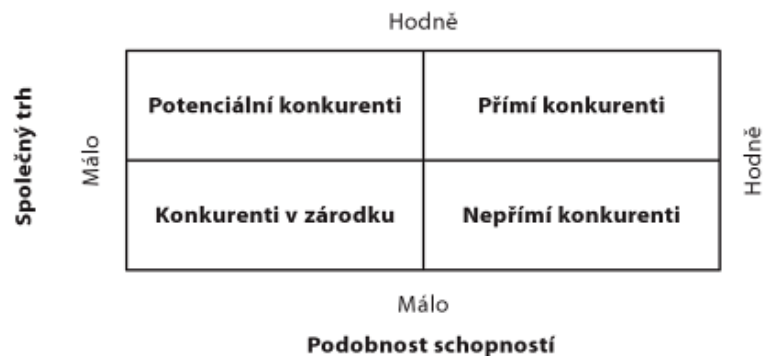 Hodně
Společný trh
Málo
Potenciální konkurenti
Přímí konkurenti
Hodně
Konkurenti v zárodku
Nepřímí konkurenti
Málo
Podobnost schopností